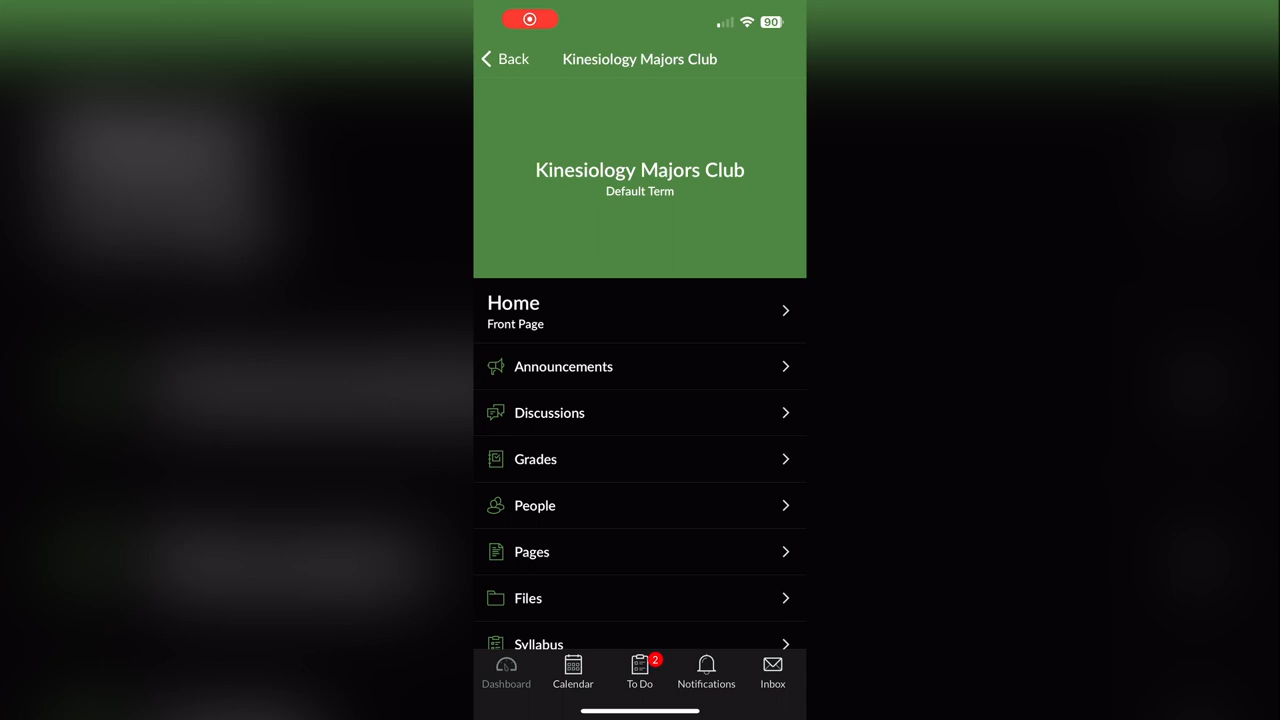 90
Back
Kinesiology Majors Club
Kinesiology Majors Club
Default Term
Home
Front Page
Announcements
Discussions
Grades
People
Pages
Files
Syllabus
2
Dashboard
Calendar
To Do
Notifications
Inbox